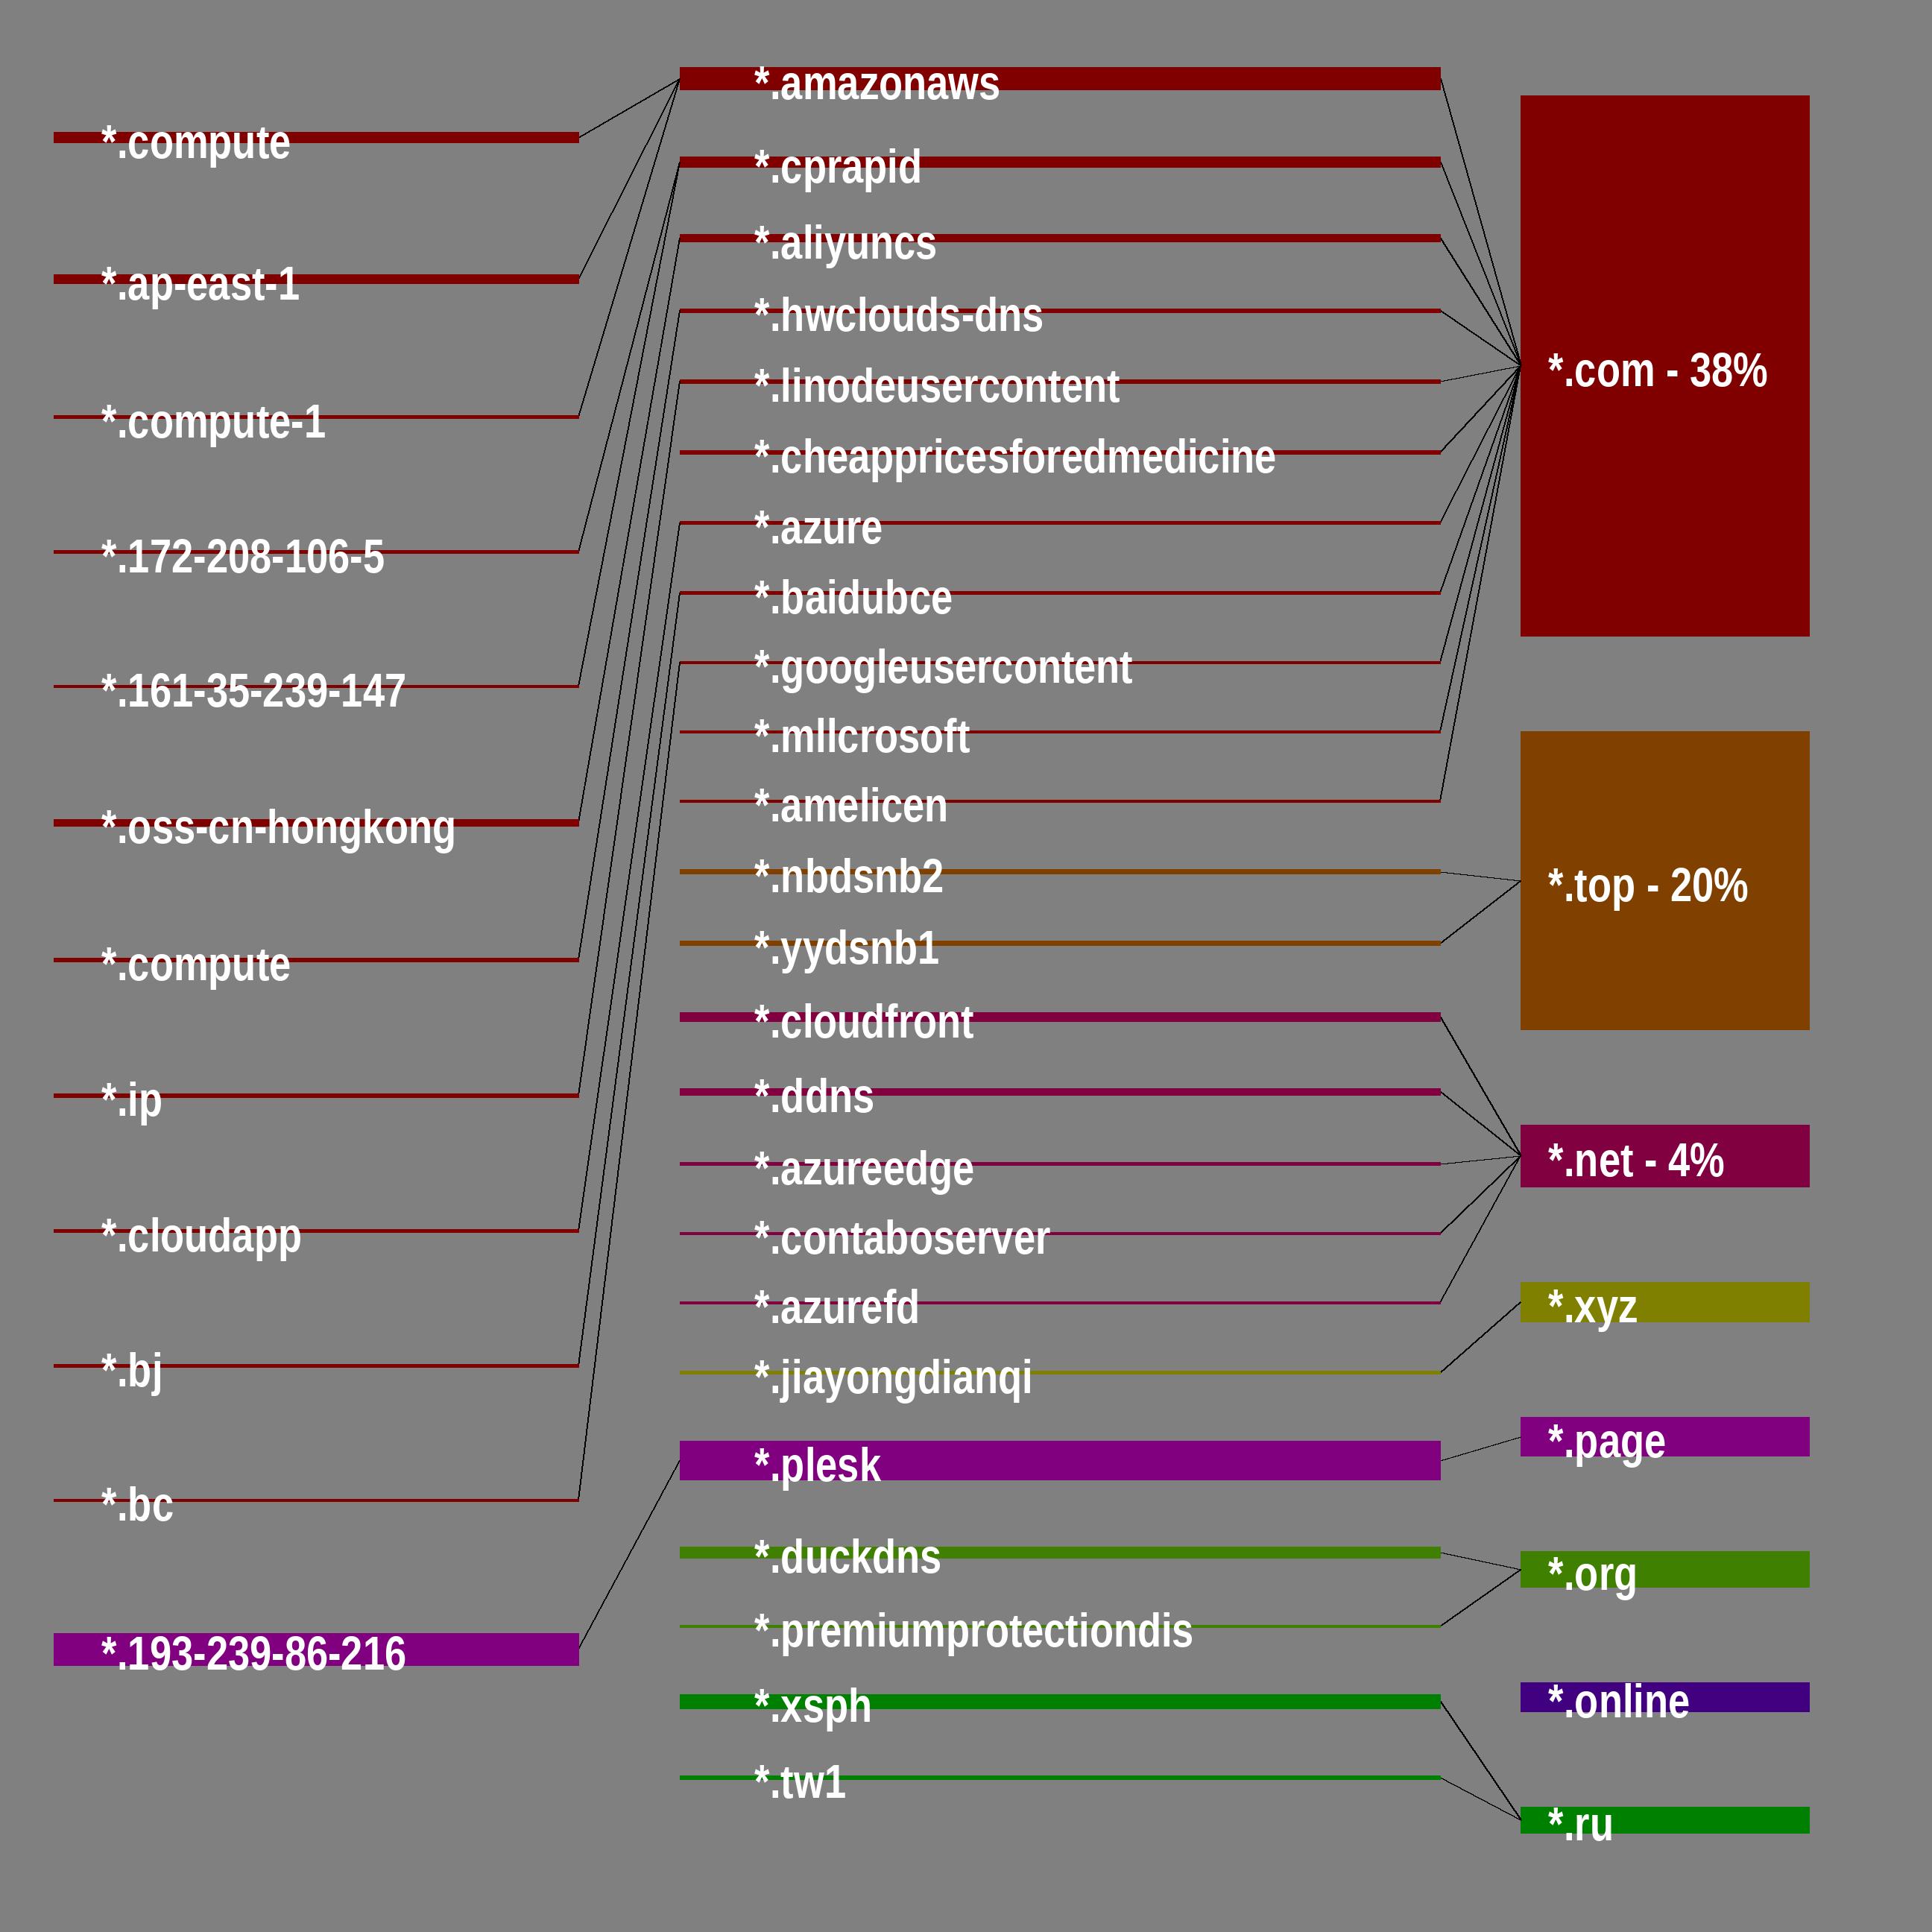 *.compute
*.ap-east-1
*.compute-1
*.172-208-106-5
*.161-35-239-147
*.oss-cn-hongkong
*.compute
*.ip
*.cloudapp
*.bj
*.bc
*.193-239-86-216
*.amazonaws
*.cprapid
*.aliyuncs
*.hwclouds-dns
*.linodeusercontent
*.cheappricesforedmedicine
*.azure
*.baidubce
*.googleusercontent
*.mllcrosoft
*.amelicen
*.nbdsnb2
*.yydsnb1
*.cloudfront
*.ddns
*.azureedge
*.contaboserver
*.azurefd
*.jiayongdianqi
*.plesk
*.duckdns
*.premiumprotectiondis
*.xsph
*.tw1
*.com - 38%
*.top - 20%
*.net - 4%
*.xyz
*.page
*.org
*.online
*.ru